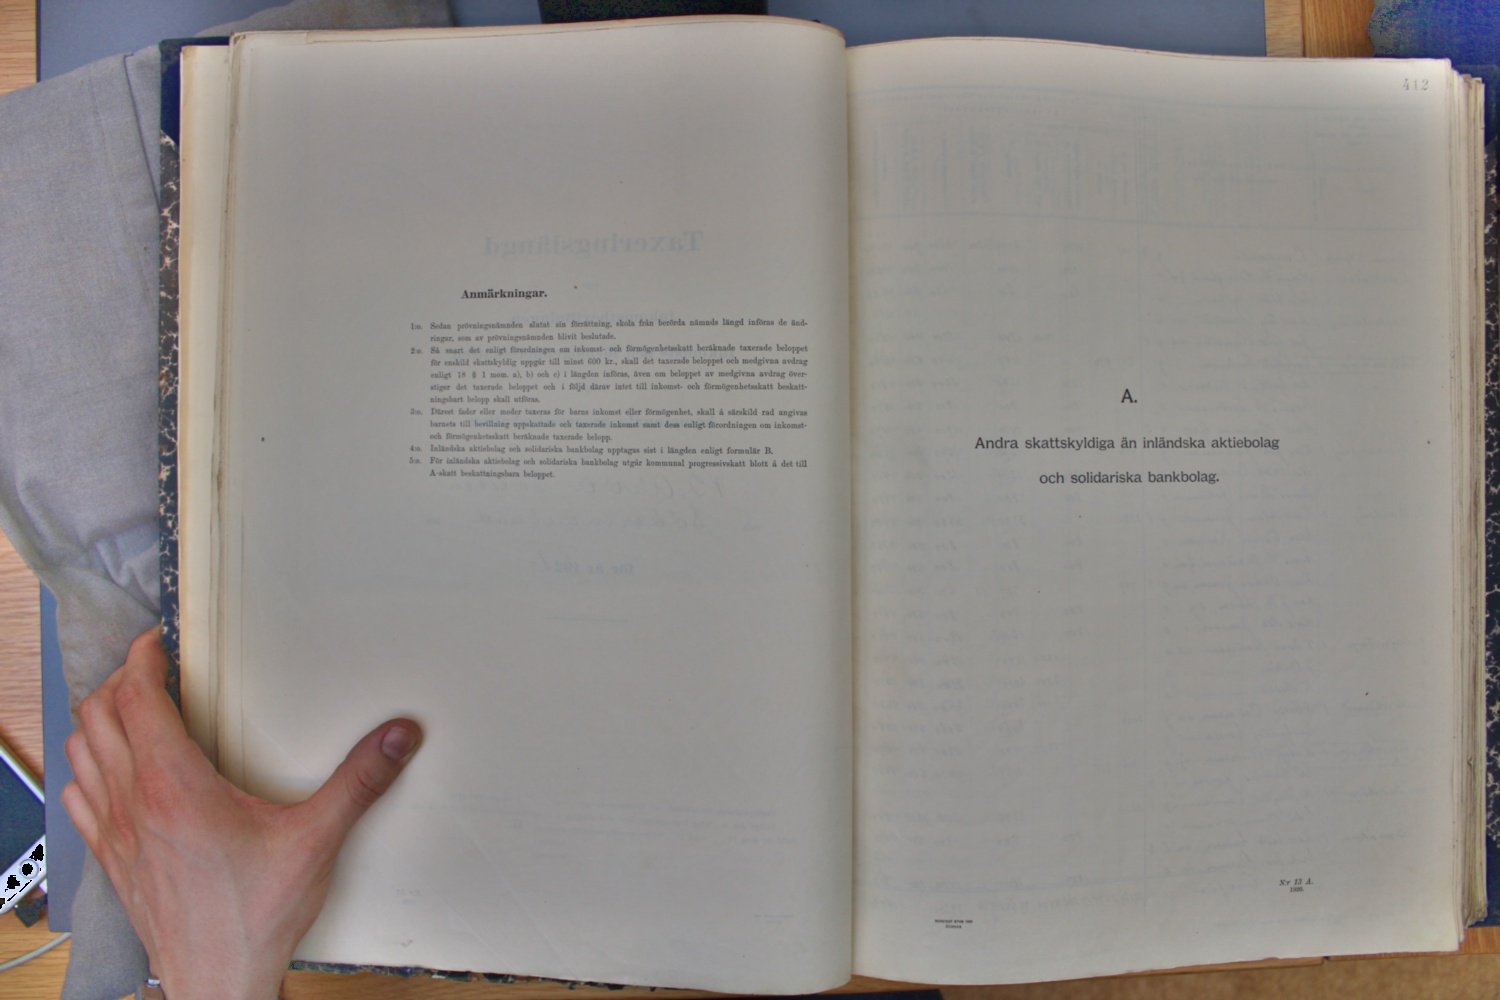 Anmärkningar.
1:o. Sedan prövningsnämnden slutat sin förrättning, skola från berörda nämnds längd införas de änd-
ringar, som av prövningsnämnden blivit beslutade.
2:o. Så snart det enligt förordningen om inkomst- och förmögenhetsskatt beräknade taxerade beloppet
för enskild skattskyldig uppgår till minst 600 kr., skall det taxerade beloppet och medgivna avdrag
enligt 18 § 1 mom. a), b) och c) i längden införas, även om beloppet av medgivna avdrag över-
stiger det taxerade beloppet och i följd därav intet till inkomst- och förmögenhetsskatt beskatt-
ningsbart belopp skall utföras.
3:o. Därest fader eller moder taxeras för barns inkomst eller förmögenhet, skall å särskild rad angivas
barnets till bevillning uppskattade och taxerade inkomst samt dess enligt förordningen om inkomst-
och förmögenhetsskatt beräknade taxerade belopp.
4:o. Inländska aktiebolag och solidariska bankbolag upptagas sist i längden enligt formulär B.
5:o. För inländska aktiebolag och solidariska bankbolag utgår kommunal progressivskatt blott å det till
A-skatt beskattningsbara beloppet.
412
A.
Andra skattskyldiga än inländska aktiebolag
och solidariska bankbolag.
Nr 13 A.
1920.